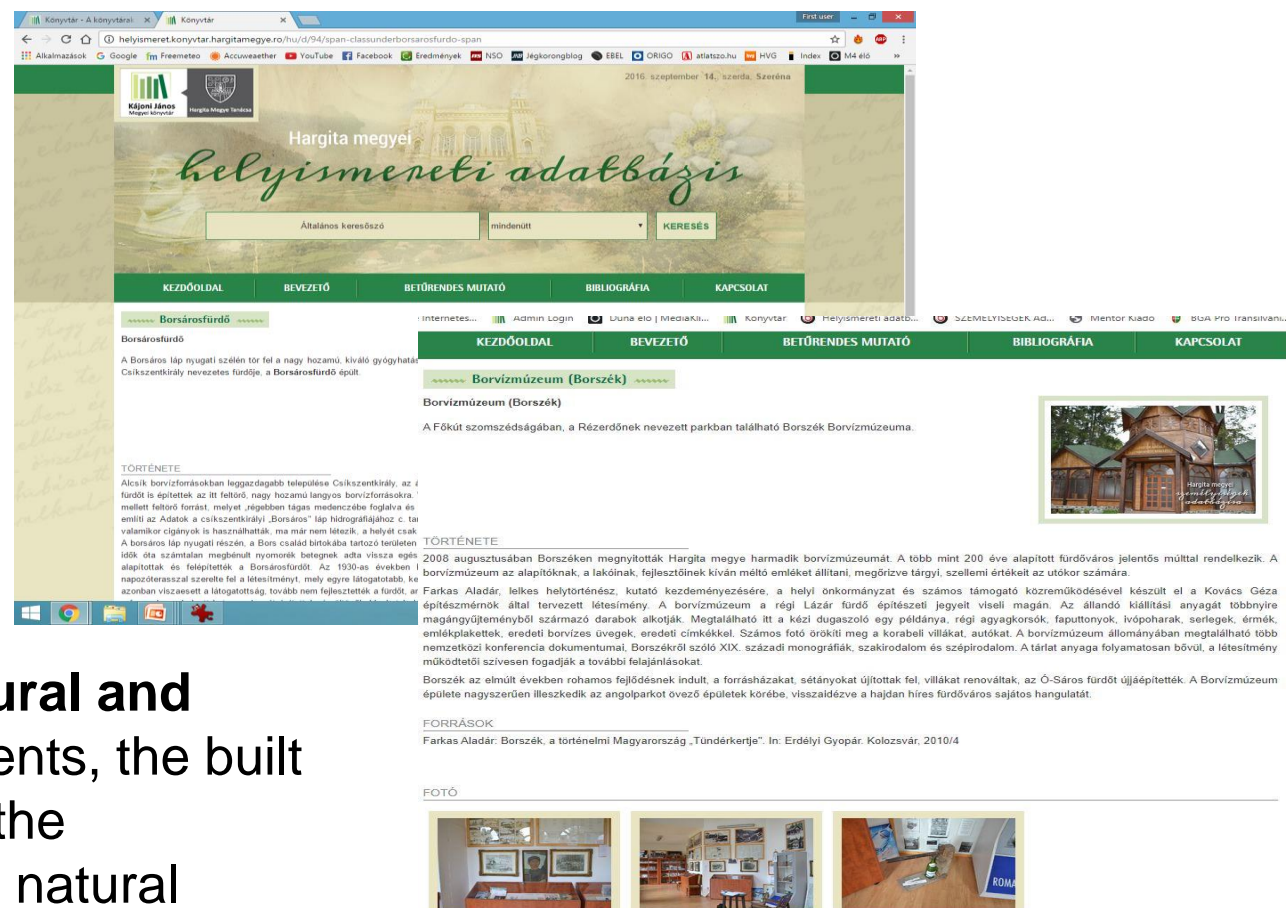 Könyvtár - A könyvtárak
Könyvtár
First user
helyismeret.konyvtar.hargitamegye.ro/hu/d/94/span-classunderborsarosfurdo-span
Alkalmazások Google Freemeteo Accuweaether YouTube Facebook Eredmények NSO Jégkorongblog EBEL ORIGO atlatszo.hu HVG Index M4 élő »
Kájoni János
Megyei könyvtár
Hargita Megye Tanácsa
2016. szeptember 14., szerda, Szeréna
Hargita megyei
helyismereti adatbázis
Általános keresőszó
mindenütt
KERESÉS
KEZDŐOLDAL BEVEZETŐ BETŰRENDES MUTATÓ BIBLIOGRÁFIA KAPCSOLAT
Borsárosfürdő
Borsárosfürdő
A Borsáros láp nyugati szélén tör fel a nagy hozamú, kiváló gyógyhatás
Csíkszentkirály nevezetes fürdője, a Borsárosfürdő épült.
TÖRTÉNETE
Alcsík borvízforrásokban leggazdagabb települése Csíkszentkirály, az
fürdőt is építettek az itt feltörő, nagy hozamú langyos borvízforrásokra.
mellett feltörő forrást, melyet „régebben tágas medenczébe foglalva és
említi az Adatok a csíkszentkirályi „Borsáros” láp hidrográfiájához c.
valamikor cigányok is használhatták, ma már nem létezik, a helyét csak
A borsáros láp nyugati részén, a Bors család birtokába tartozó területen
idők óta számtalan megbénult nyomorék betegnek adta vissza egés
alapítottak és felépítették a Borsárosfürdőt. Az 1930-as években
napozóterasszal szerelte fel a létesítményt, mely egyre látogatotabb,
azonban viszaesett a látogatottság, tovább nem fejlesztették a fürdőt,
Internetes... Admin Login Duna élő | MédiaKli... Könyvtár Helyismereti adatb... SZEMÉLYISÉGEK Ad... Mentor Kiadó BGA Pro Transilvani...
KEZDŐOLDAL BEVEZETŐ BETŰRENDES MUTATÓ BIBLIOGRÁFIA KAPCSOLAT
Borvízmúzeum (Borszék)
Borvízmúzeum (Borszék)
A Főkút szomszédságában, a Rézerdőnek nevezett parkban található Borszék Borvízmúzeuma.
Hargita megyei
személyiségek
adatbázisa
TÖRTÉNETE
2008 augusztusában Borszéken megnyitották Hargita megye harmadik borvízmúzeumát. A több mint 200 éve alapított fürdőváros jelentős múlttal rendelkezik. A
borvízmúzeum az alapítóknak, a lakóinak, fejlesztőinek kíván méltó emléket állítani, megőrizve tárgyi, szellemi értékeit az utókor számára.
Farkas Aladár, lelkes helytörténész, kutató kezdeményezésére, a helyi önkormányzat és számos támogató közreműködésével készült el a Kovács Géza
építészmérnök által tervezett létesítmény. A borvízmúzeum a régi Lázár fürdő építészeti jegyeit viseli magán. Az állandó kiállítási anyagát többnyire
magángyűjteményből származó darabok alkotják. Megtalálható itt a kézi dugaszoló egy példánya, régi agyagkorsók, faputtonyok, ivópoharak, serlegek, érmék,
emlékplakettek, eredeti borvizes üvegek, eredeti címkékkel. Számos fotó örökíti meg a korabeli villákat, autókat. A borvízmúzeum állományában megtalálható több
nemzetközi konferencia dokumentumai, Borszékről szóló XIX. századi monográfiák, szakirodalom és szépirodalom. A tárlat anyaga folyamatosan bővül, a létesítmény
működtetői szívesen fogadják a további felajánlásokat.
Borszék az elmúlt években rohamos fejlődésnek indult, a forrásházakat, sétányokat újítottak fel, villákat renováltak, az Ó-Sáros fürdőt újjáépítették. A Borvízmúzeum
épülete nagyszerűen illeszkedik az angolparkot övező épületek körébe, visszaidézve a hajdan híres fürdőváros sajátos hangulatát.
FORRÁSOK
Farkas Aladár: Borszék, a történelmi Magyarország „Tündérkertje”. In: Erdélyi Gyopár. Kolozsvár, 2010/4
FOTÓ
ROMA
ural and
ents, the built
the
natural